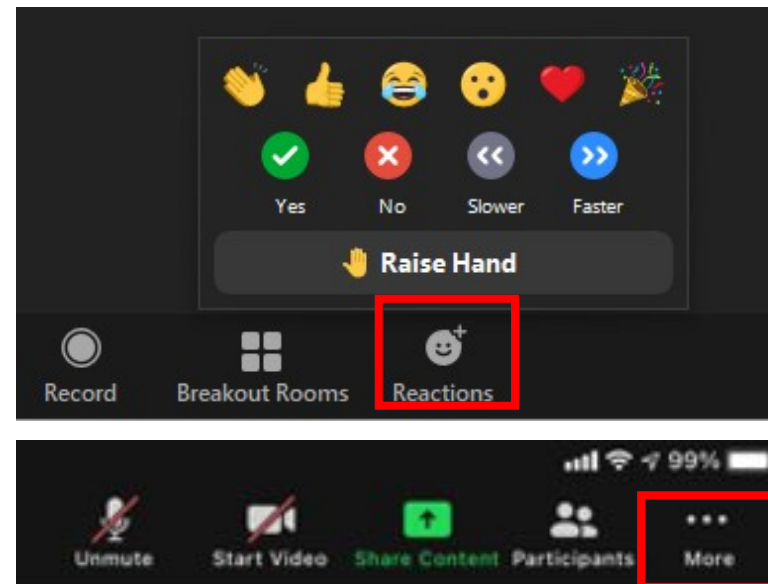 Yes No Slower Faster
Raise Hand
Record Breakout Rooms Reactions
99%
Unmute Start Video Share Content Participants More